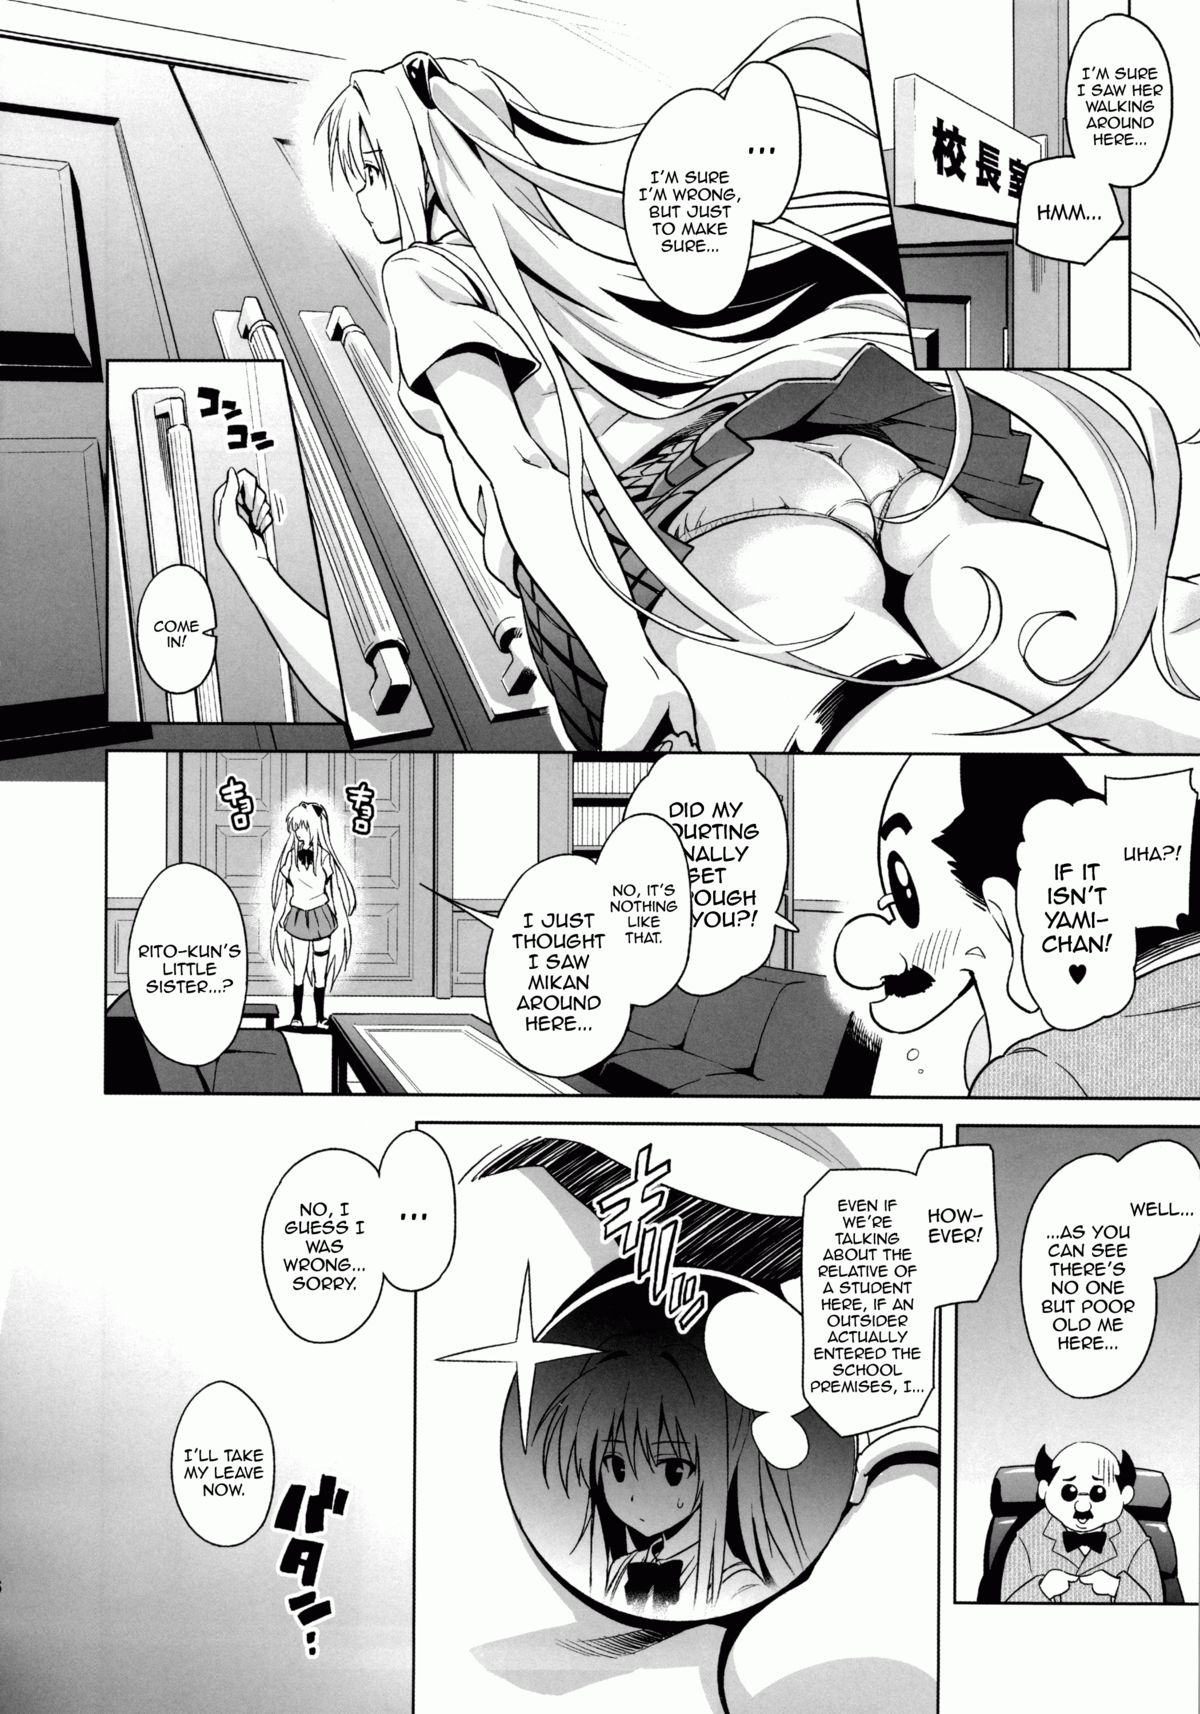 I'M SURE
I SAW HER
WALKING
AROUND
HERE...
HMM...
校長室
...
I'M SURE
I'M WRONG,
BUT JUST
TO MAKE
SURE...
コンコン
COME
IN!
UHA?!
IF IT
ISN'T
YAMI-
CHAN!
♥
DID MY
COURTING
FINALLY
GET
THROUGH
YOU?!
NO, IT'S
NOTHING
LIKE
THAT.
I JUST
THOUGHT
I SAW
MIKAN
AROUND
HERE...
キョロ
キョロ
RITO-KUN'S
LITTLE
SISTER...?
WELL...
...AS YOU
CAN SEE
THERE'S
NO ONE
BUT POOR
OLD ME
HERE...
HOW-
EVER!
EVEN IF
WE'RE
TALKING
ABOUT THE
RELATIVE OF
A STUDENT
HERE, IF AN
OUTSIDER
ACTUALLY
ENTERED THE
SCHOOL
PREMISES, I...
...
NO, I
GUESS I
WAS
WRONG...
SORRY.
I'LL TAKE
MY LEAVE
NOW.
バタン…